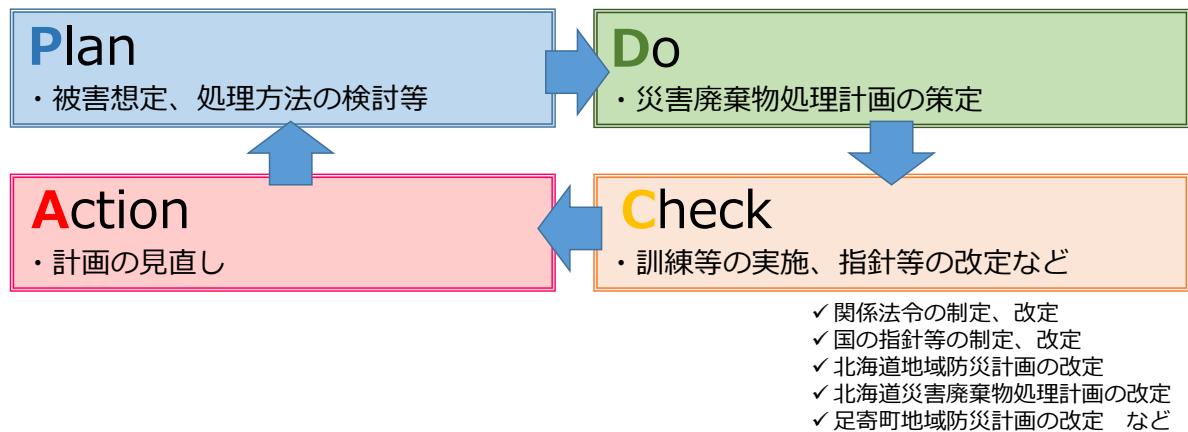 Plan
・被害想定、処理方法の検討等
Do
・災害廃棄物処理計画の策定
Action
・計画の見直し
Check
・訓練等の実施、指針等の改定など
✓関係法令の制定、改定
✓国の指針等の制定、改定
✓北海道地域防災計画の改定
✓北海道災害廃棄物処理計画の改定
✓足寄町地域防災計画の改定　など